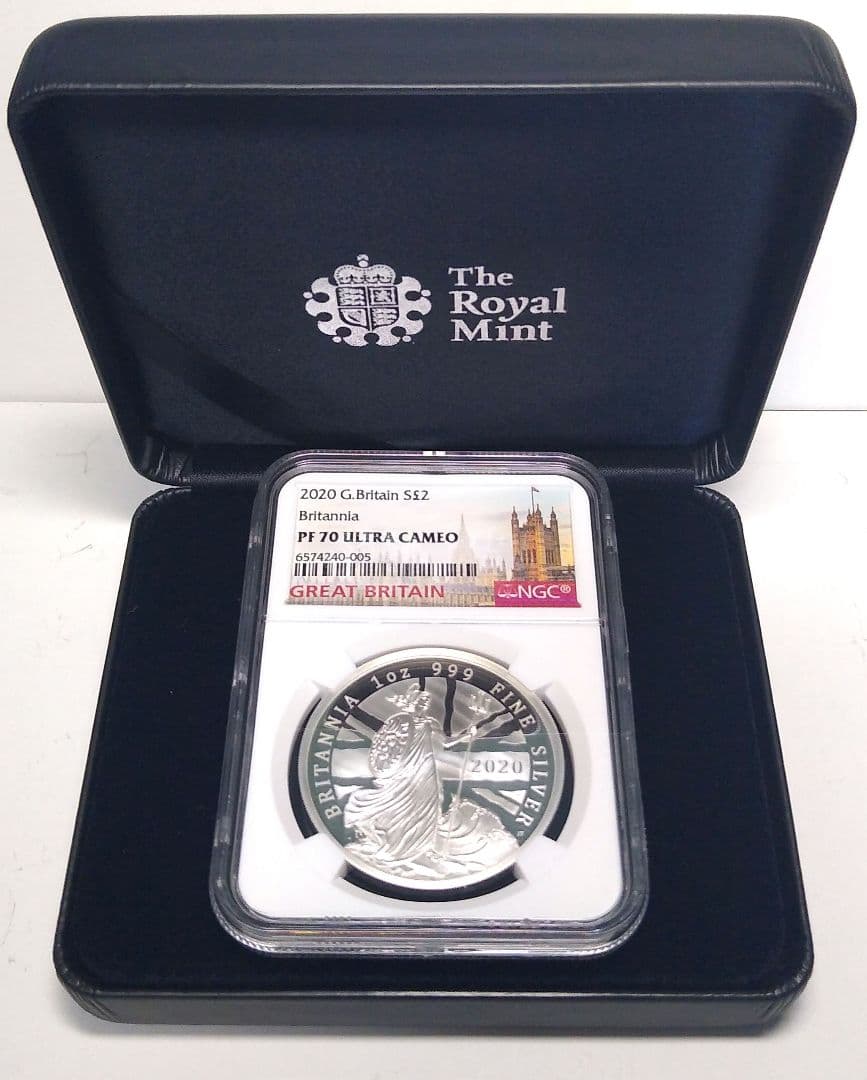 The
Royal
Mint
2020 G.Britain S£2
Britannia
PF 70 ULTRA CAMEO
6574240-005
GREAT BRITAIN
NGC®
BRITANNIA 1oz 999 FINE SILVER
2020